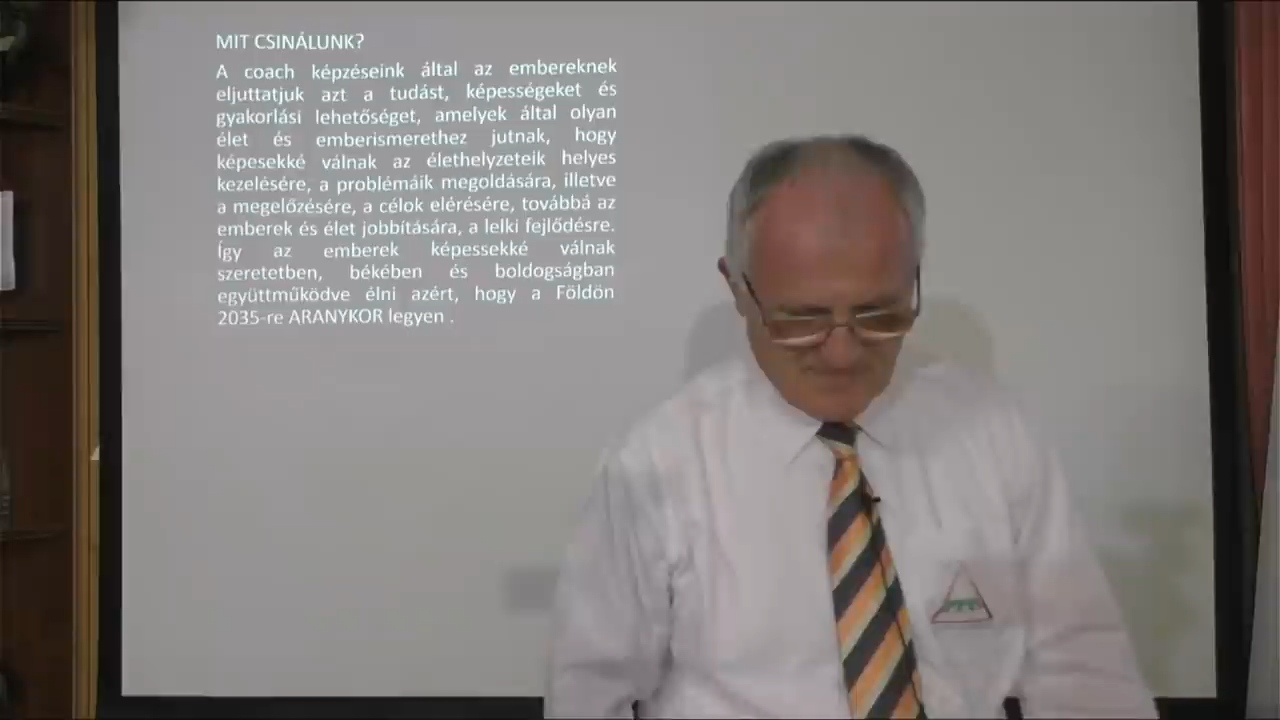 MIT CSINÁLUNK?
A coach képzéseink által az embereknek
eljuttatjuk azt a tudást, képességeket és
gyakorlási lehetőséget, amelyek által olyan
élet és emberismerethez jutnak, hogy
képesekké válnak az élethelyzeteik helyes
kezelésére, a problémáik megoldására, illetve
a megelőzésére, a célok elérésére, továbbá az
emberek és élet jobbítására, a lelki fejlődésre.
Így az emberek képessekké válnak
szeretetben, békében és boldogságban
együttműködve élni azért, hogy a Földön
2035-re ARANYKOR legyen .